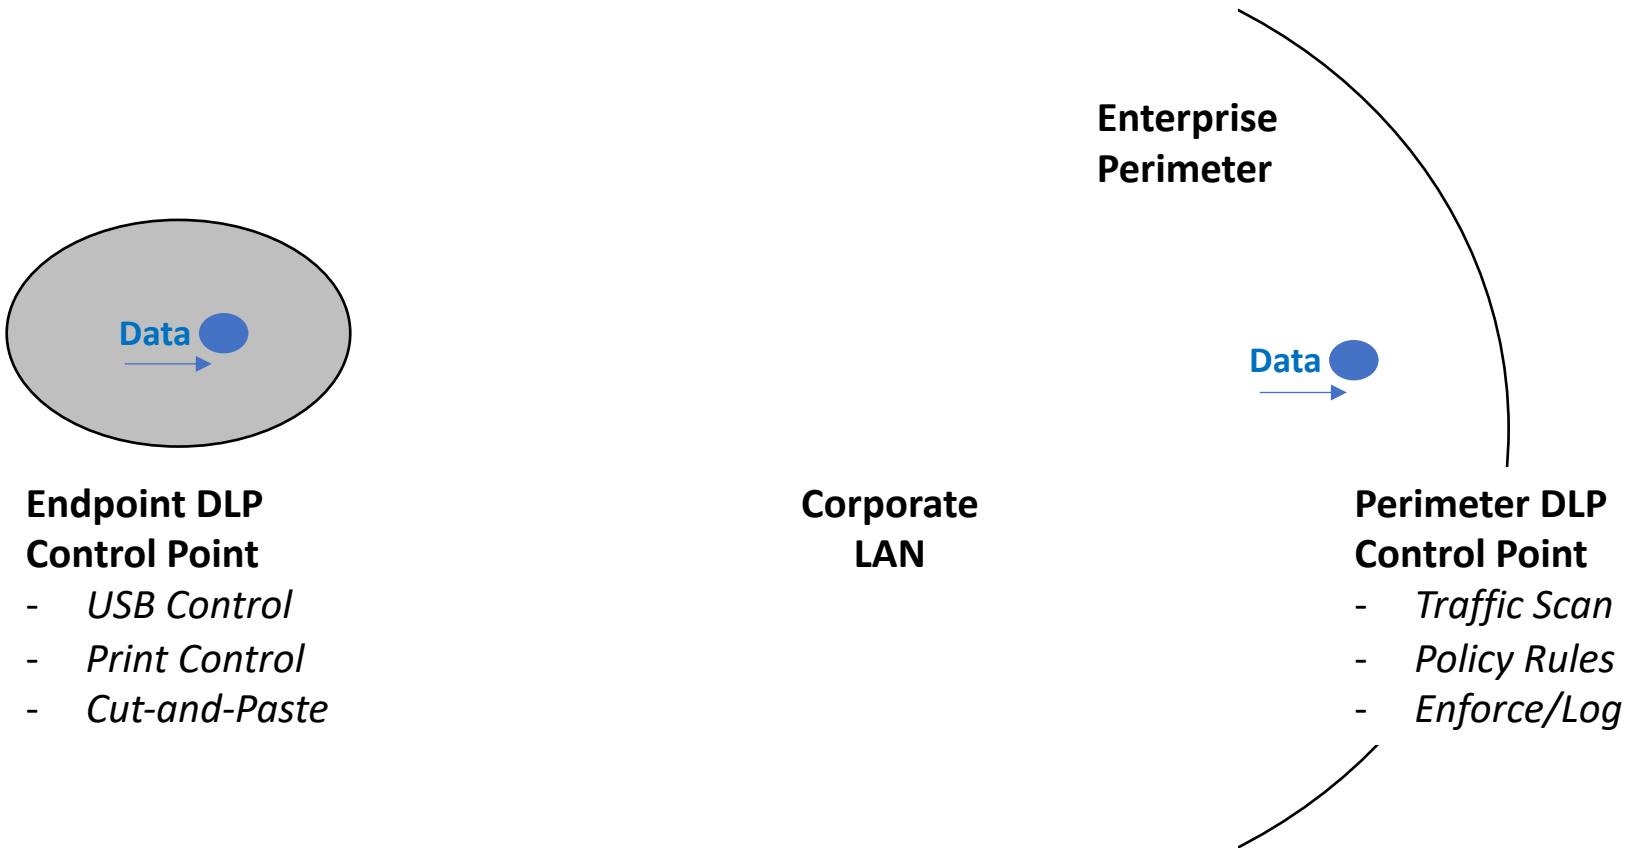 Enterprise
Perimeter
Data
Data
Endpoint DLP
Control Point
- USB Control
- Print Control
- Cut-and-Paste
Corporate
LAN
Perimeter DLP
Control Point
- Traffic Scan
- Policy Rules
- Enforce/Log